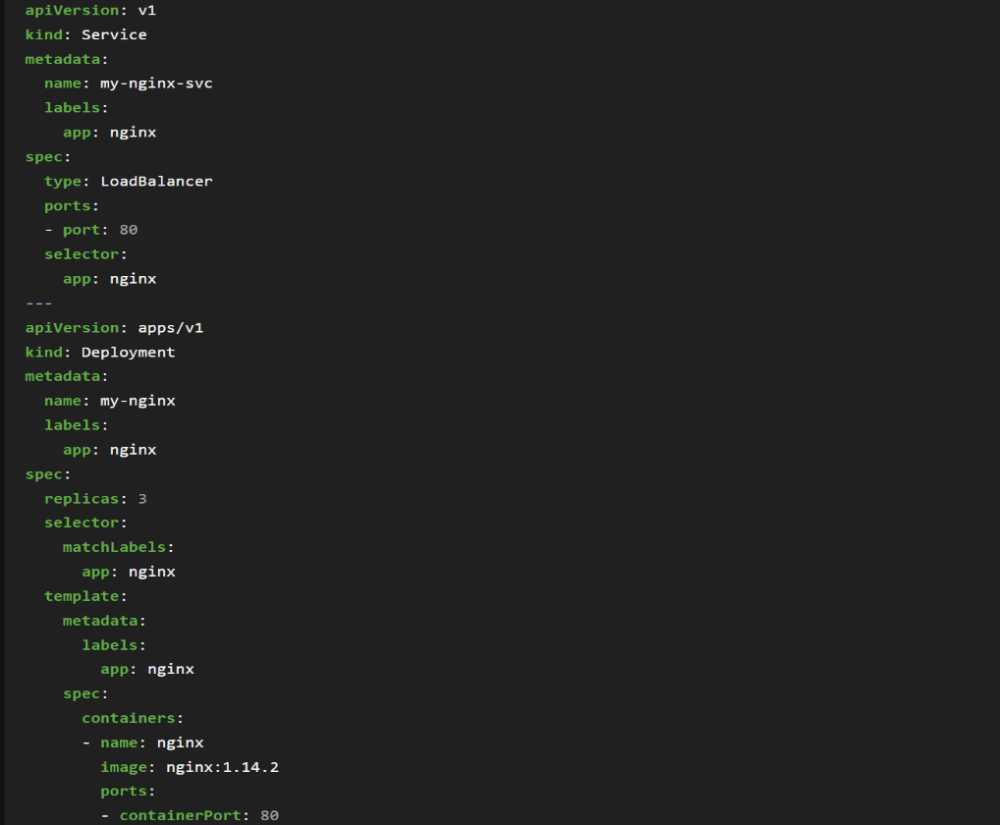 apiVersion: v1
kind: Service
metadata:
  name: my-nginx-svc
  labels:
    app: nginx
spec:
  type: LoadBalancer
  ports:
  - port: 80
  selector:
    app: nginx
---
apiVersion: apps/v1
kind: Deployment
metadata:
  name: my-nginx
  labels:
    app: nginx
spec:
  replicas: 3
  selector:
    matchLabels:
      app: nginx
  template:
    metadata:
      labels:
        app: nginx
    spec:
      containers:
      - name: nginx
        image: nginx:1.14.2
        ports:
        - containerPort: 80